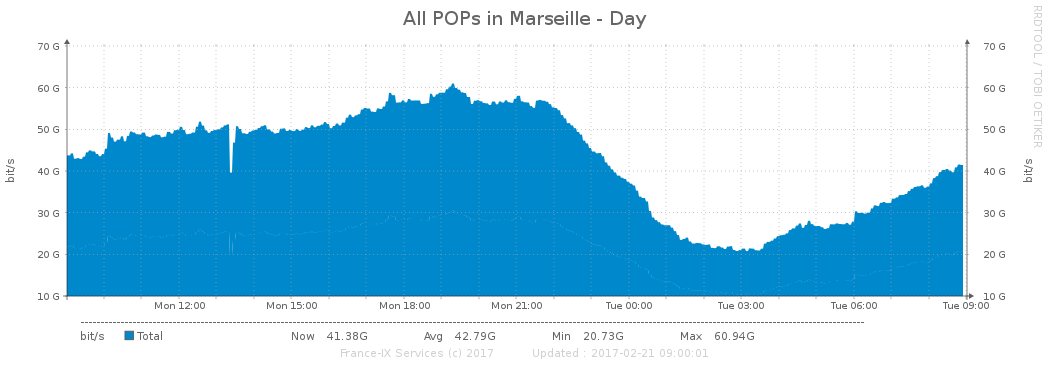 All POPs in Marseille - Day
RRDTOOL / TOBI OETIKER
70 G 70 G
60 G 60 G
50 G 50 G
40 G 40 G
30 G 30 G
20 G 20 G
10 G 10 G
bit/s
bit/s
Mon 12:00 Mon 15:00 Mon 18:00 Mon 21:00 Tue 00:00 Tue 03:00 Tue 06:00 Tue 09:00
bit/s Total Now 41.38G Avg 42.79G Min 20.73G Max 60.94G
France-IX Services (c) 2017 Updated : 2017-02-21 09:00:01